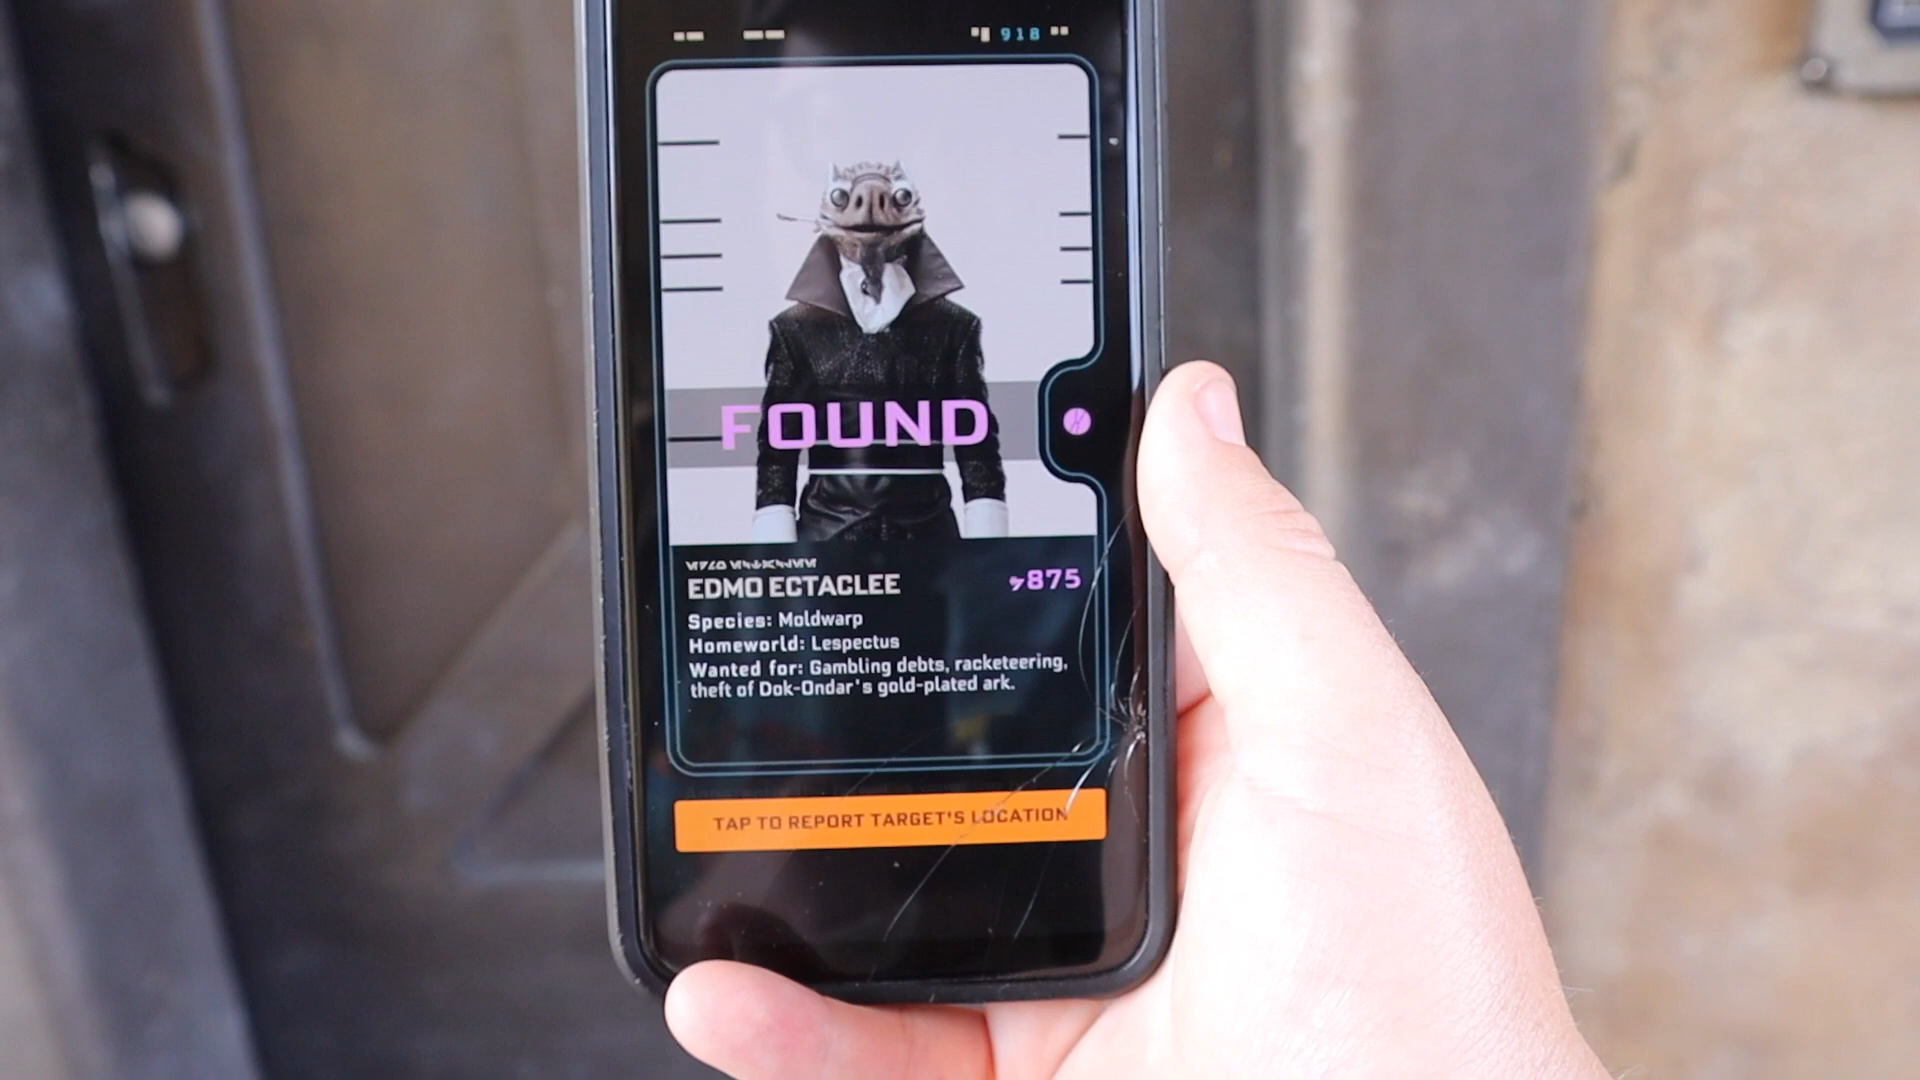 918
FOUND
EDMO ECTACLEE
875
Species: Moldwarp
Homeworld: Lespectus
Wanted for: Gambling debts, racketeering,
theft of Dok-Ondar's gold-plated ark.
TAP TO REPORT TARGET'S LOCATION